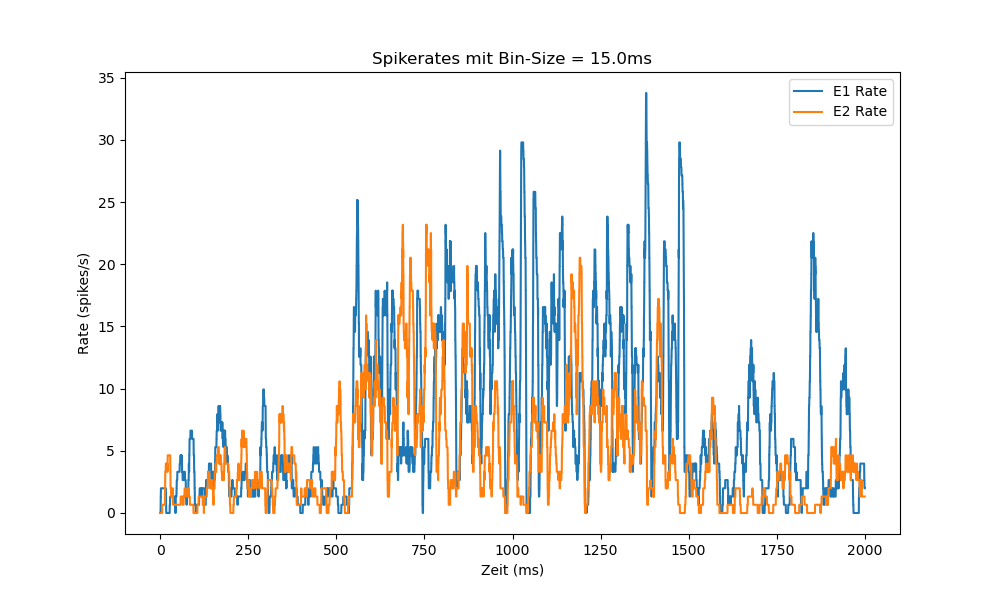 Spikerates mit Bin-Size = 15.0ms
E1 Rate
E2 Rate
35
30
25
20
15
10
5
0
Rate (spikes/s)
0 250 500 750 1000 1250 1500 1750 2000
Zeit (ms)